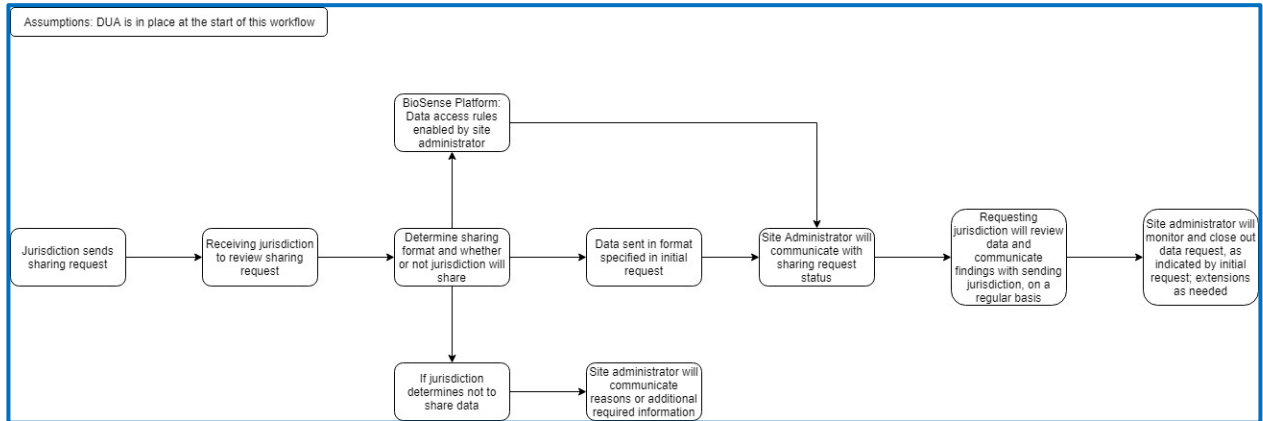 Assumptions: DUA is in place at the start of this workflow
BioSense Platform:
Data access rules
enabled by site
administrator
Jurisdiction sends
sharing request
Receiving jurisdiction
to review sharing
request
Determine sharing
format and whether
or not jurisdiction will
share
Data sent in format
specified in initial
request
Site Administrator will
communicate with
sharing request
status
Requesting
jurisdiction will review
data and
communicate
findings with sending
jurisdiction, on a
regular basis
Site administrator will
monitor and close out
data request, as
indicated by initial
request; extensions
as needed
If jurisdiction
determines not to
share data
Site administrator will
communicate
reasons or additional
required information